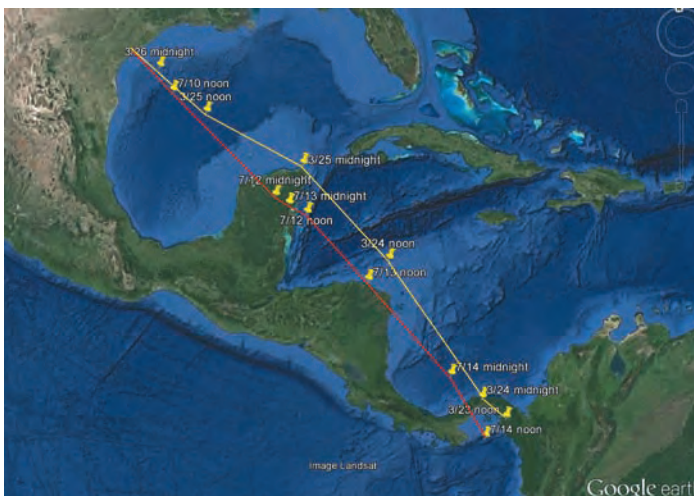 3/26 midnight
7/10 noon
3/25 noon
3/25 midnight
7/12 midnight
7/13 midnight
7/12 noon
3/24 noon
7/13 noon
7/14 midnight
3/24 midnight
3/23 noon
7/14 noon
Image Landsat
Google eart